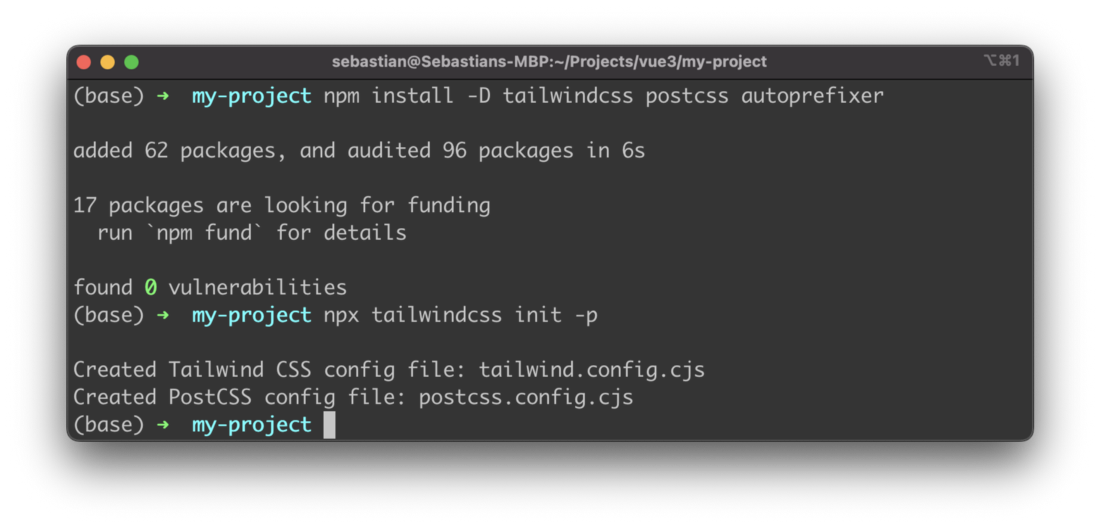 sebastian@Sebastians-MBP:~/Projects/vue3/my-project
⌥⌘1
(base) ➜  my-project npm install -D tailwindcss postcss autoprefixer
added 62 packages, and audited 96 packages in 6s
17 packages are looking for funding
  run `npm fund` for details
found 0 vulnerabilities
(base) ➜  my-project npx tailwindcss init -p
Created Tailwind CSS config file: tailwind.config.cjs
Created PostCSS config file: postcss.config.cjs
(base) ➜  my-project